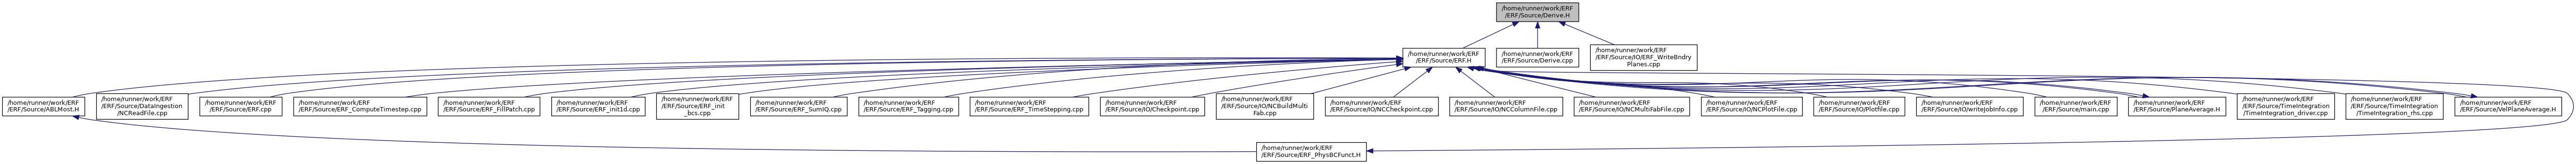 /home/runner/work/ERF
/ERF/Source/Derive.H
/home/runner/work/ERF
/ERF/Source/ERF.H
/home/runner/work/ERF
/ERF/Source/Derive.cpp
/home/runner/work/ERF
/ERF/Source/IO/ERF_WriteBndry
Planes.cpp
/home/runner/work/ERF
/ERF/Source/ABLMost.H
/home/runner/work/ERF
/ERF/Source/DataIngestion
/NCReadFile.cpp
/home/runner/work/ERF
/ERF/Source/ERF.cpp
/home/runner/work/ERF
/ERF/Source/ERF_ComputeTimestep.cpp
/home/runner/work/ERF
/ERF/Source/ERF_FillPatch.cpp
/home/runner/work/ERF
/ERF/Source/ERF_init1d.cpp
/home/runner/work/ERF
/ERF/Source/ERF_init
_bcs.cpp
/home/runner/work/ERF
/ERF/Source/ERF_SumIQ.cpp
/home/runner/work/ERF
/ERF/Source/ERF_Tagging.cpp
/home/runner/work/ERF
/ERF/Source/ERF_TimeStepping.cpp
/home/runner/work/ERF
/ERF/Source/IO/Checkpoint.cpp
/home/runner/work/ERF
/ERF/Source/IO/NCBuildMulti
Fab.cpp
/home/runner/work/ERF
/ERF/Source/IO/NCCheckpoint.cpp
/home/runner/work/ERF
/ERF/Source/IO/NCColumnFile.cpp
/home/runner/work/ERF
/ERF/Source/IO/NCMultiFabFile.cpp
/home/runner/work/ERF
/ERF/Source/IO/NCPlotFile.cpp
/home/runner/work/ERF
/ERF/Source/IO/Plotfile.cpp
/home/runner/work/ERF
/ERF/Source/IO/writeJobInfo.cpp
/home/runner/work/ERF
/ERF/Source/main.cpp
/home/runner/work/ERF
/ERF/Source/PlaneAverage.H
/home/runner/work/ERF
/ERF/Source/TimeIntegration
/TimeIntegration_driver.cpp
/home/runner/work/ERF
/ERF/Source/TimeIntegration
/TimeIntegration_rhs.cpp
/home/runner/work/ERF
/ERF/Source/VelPlaneAverage.H
/home/runner/work/ERF
/ERF/Source/ERF_PhysBCFunct.H